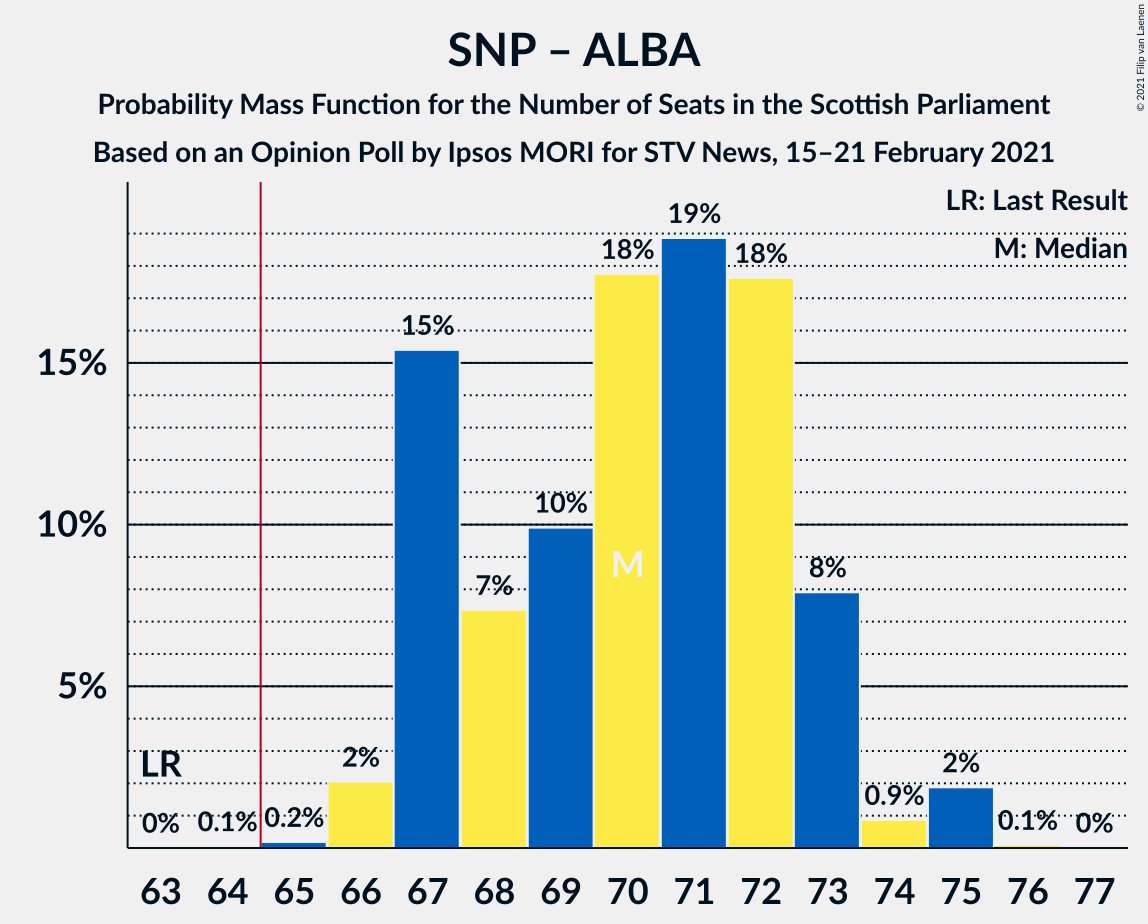 SNP – ALBA
Probability Mass Function for the Number of Seats in the Scottish Parliament
Based on an Opinion Poll by Ipsos MORI for STV News, 15–21 February 2021
© 2021 Filip van Laenen
LR: Last Result
M: Median
15%
10%
5%
LR
0%
0.1%
0.2%
2%
15%
7%
10%
18%
M
19%
18%
8%
0.9%
2%
0.1%
0%
63 64 65 66 67 68 69 70 71 72 73 74 75 76 77